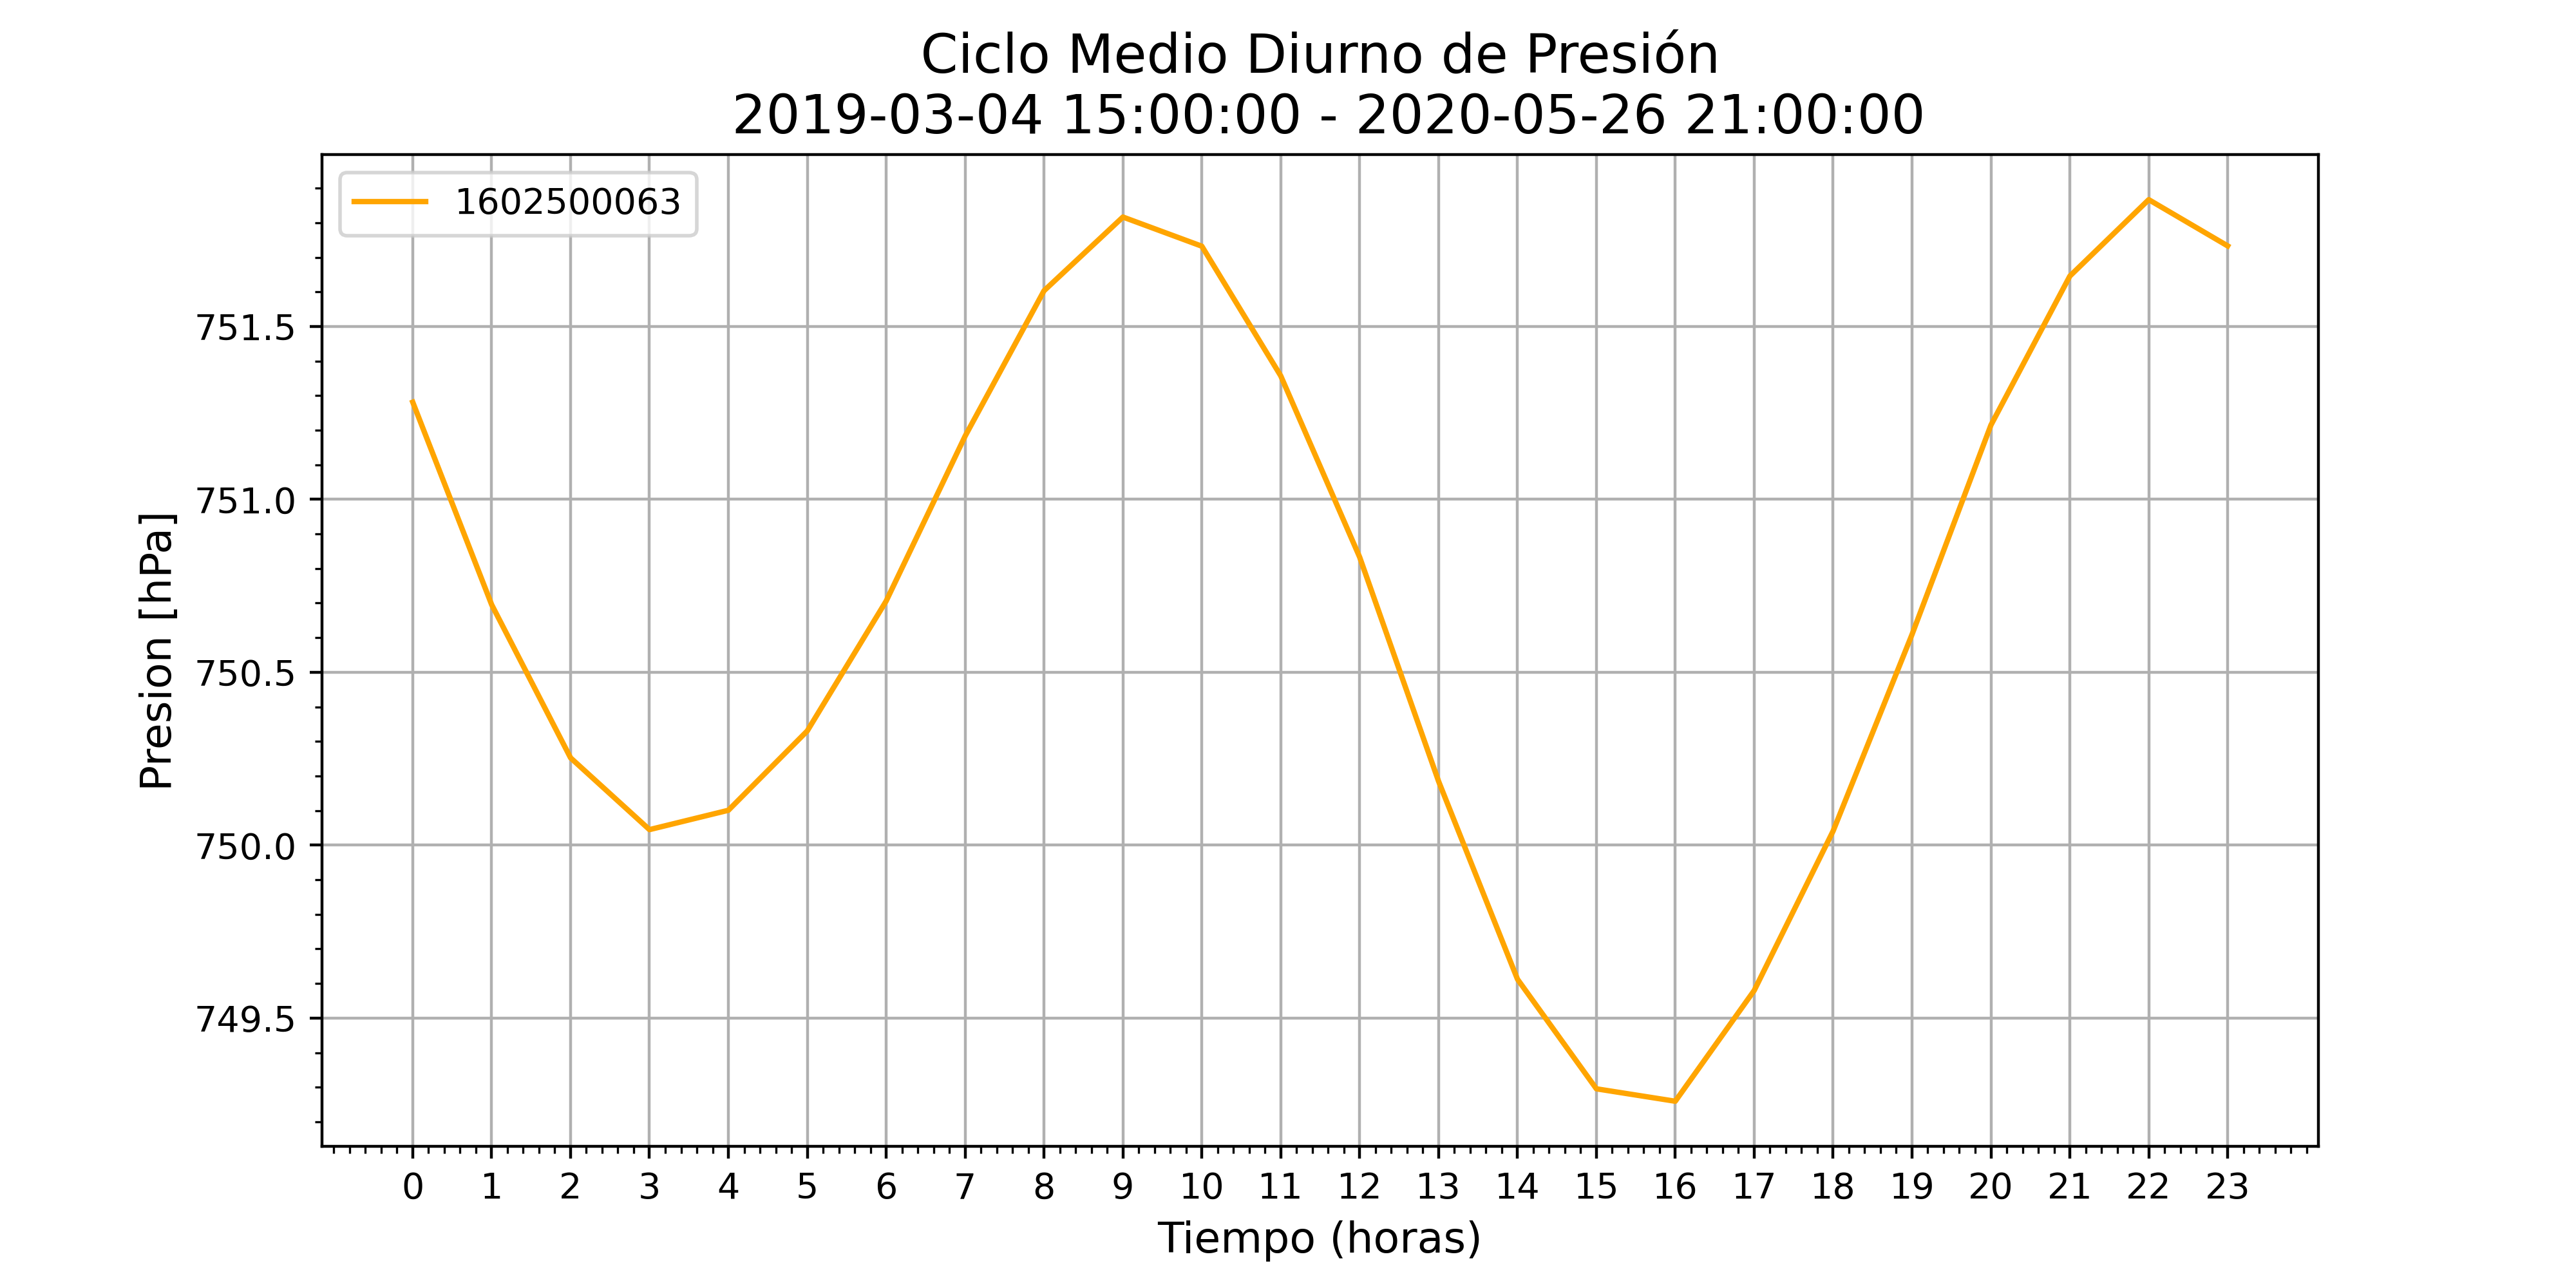 Ciclo Medio Diurno de Presión
2019-03-04 15:00:00 - 2020-05-26 21:00:00
1602500063
751.5
751.0
750.5
750.0
749.5
Presion [hPa]
0 1 2 3 4 5 6 7 8 9 10 11 12 13 14 15 16 17 18 19 20 21 22 23
Tiempo (horas)